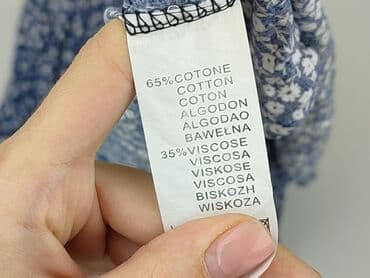 65%COTONE
COTTON
COTON
ALGODON
ALGODAO
BAWEŁNA
35%VISCOSE
VISCOSA
VISKOSE
VISCOSA
BISKOZH
WISKOZA